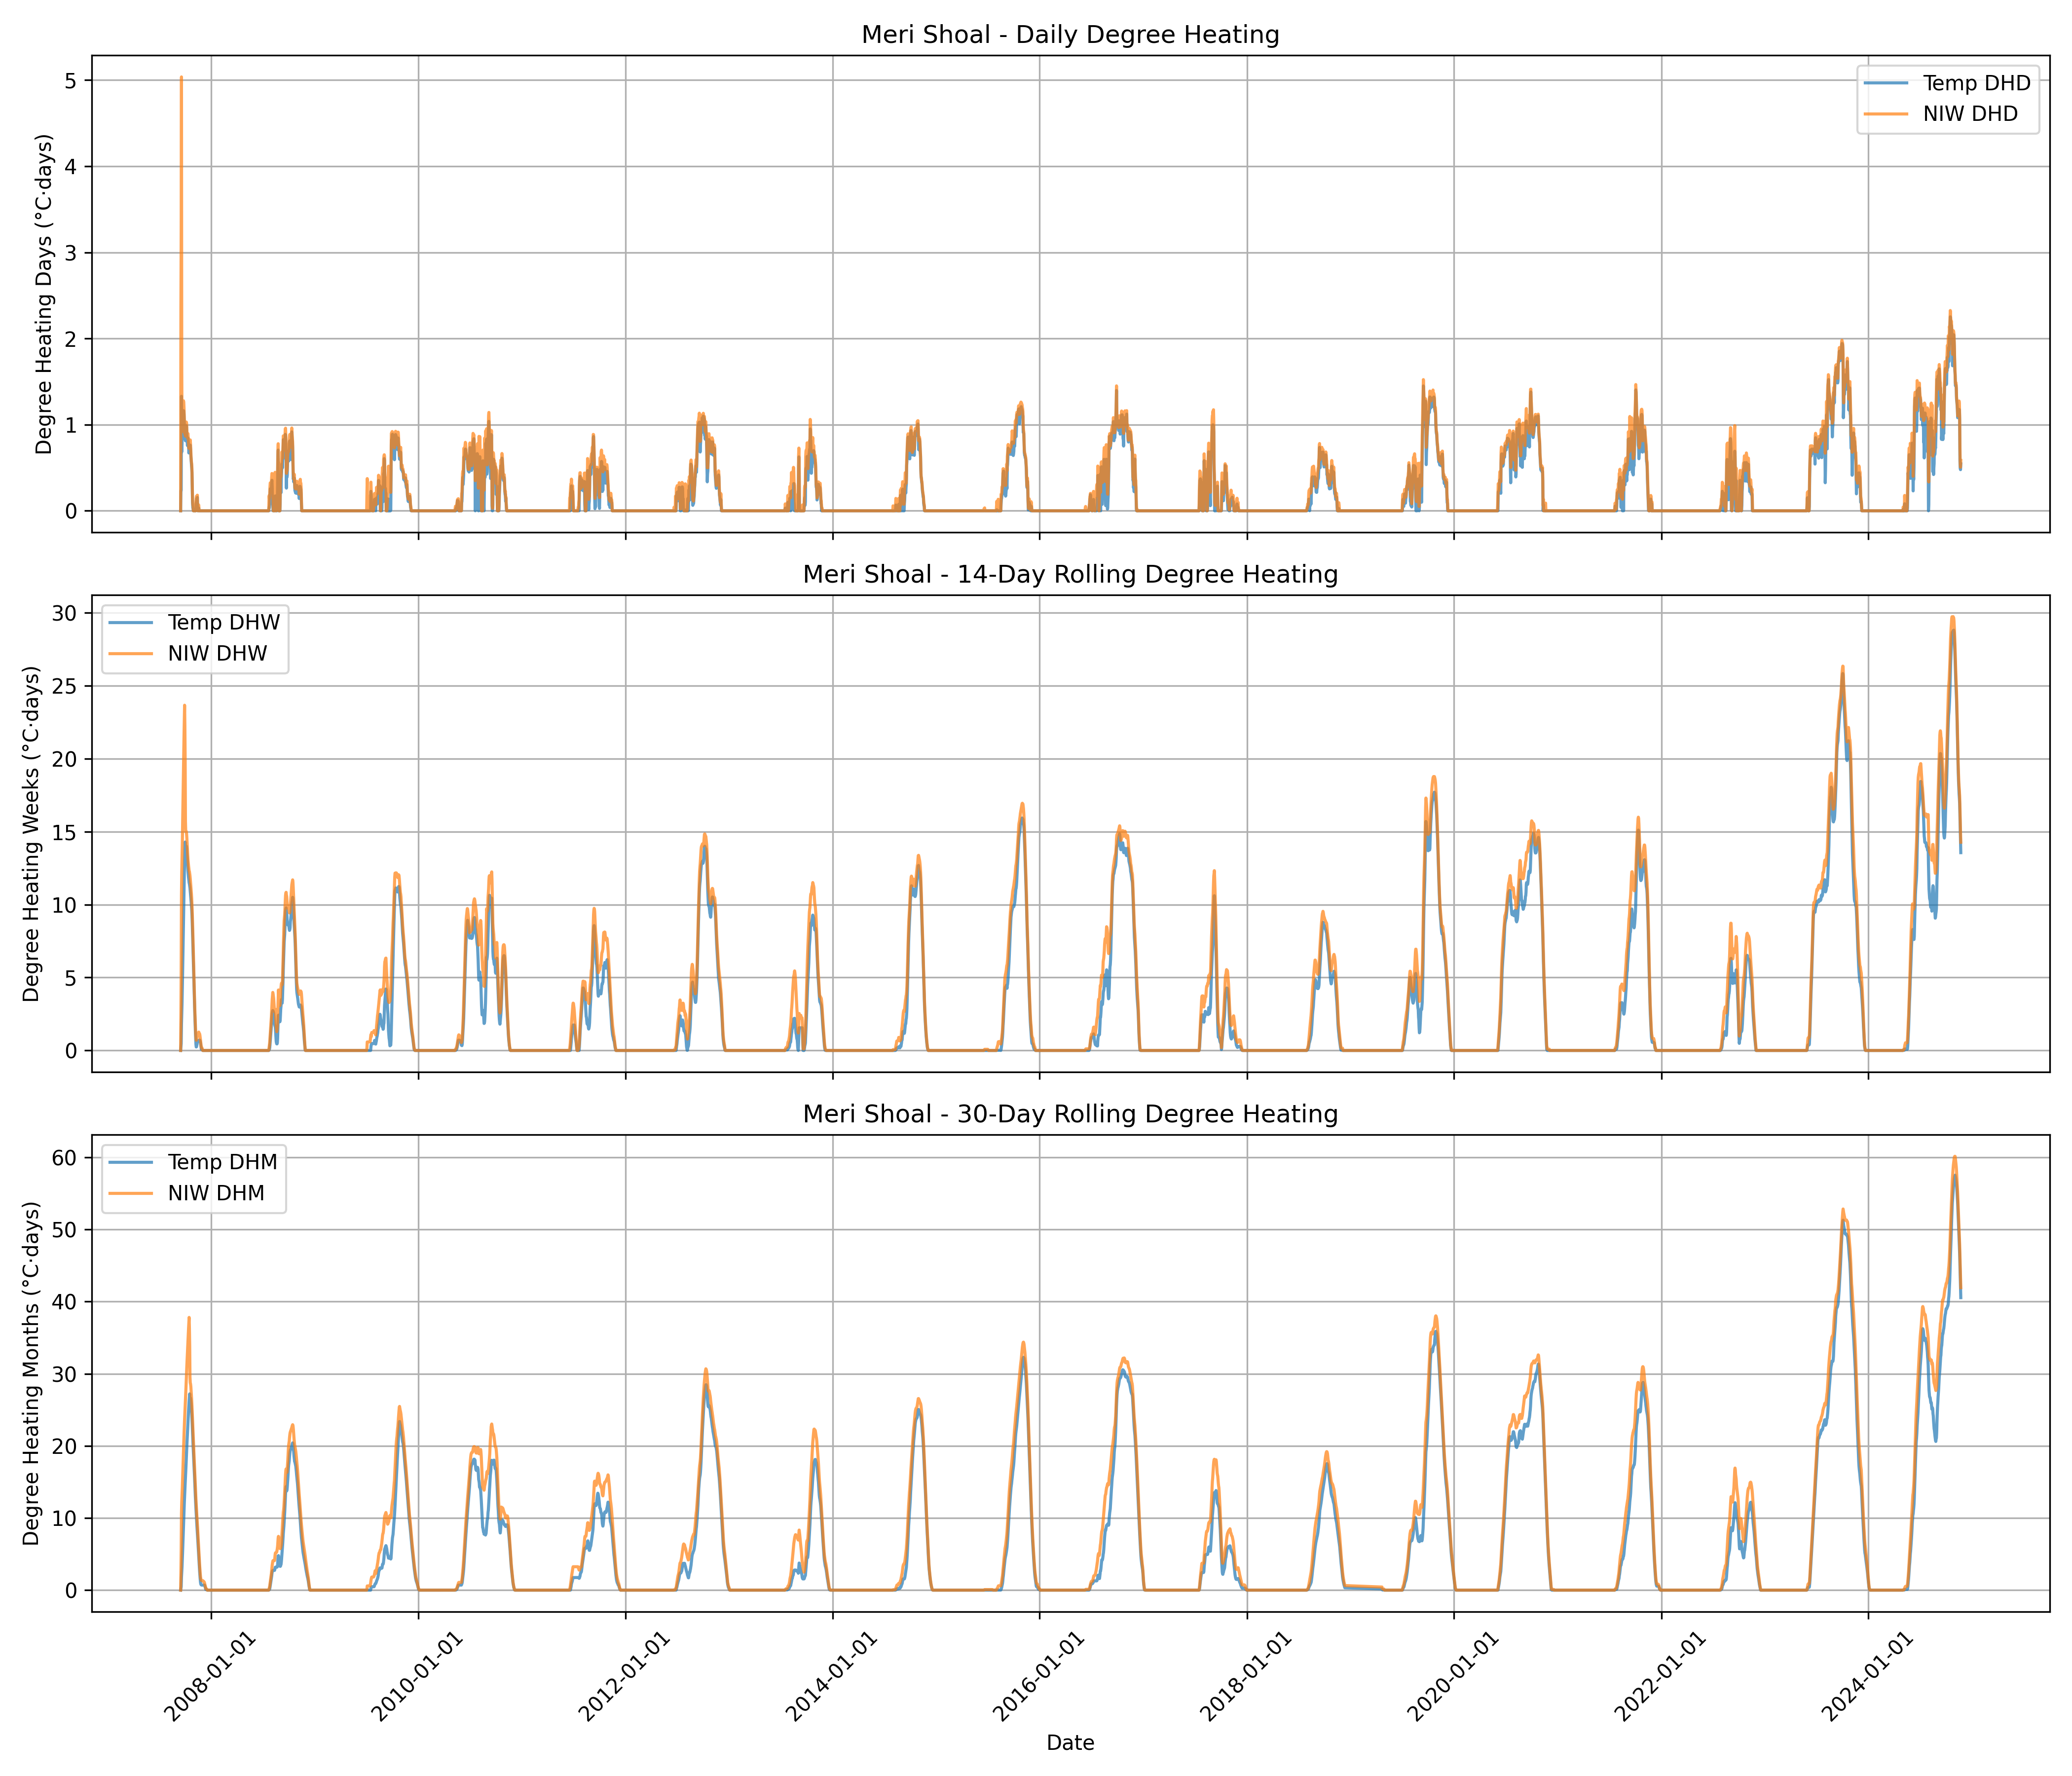 Meri Shoal - Daily Degree Heating
Degree Heating Days (°C·days)
5
4
3
2
1
0
Temp DHD
NIW DHD
Meri Shoal - 14-Day Rolling Degree Heating
Degree Heating Weeks (°C·days)
30
25
20
15
10
5
0
Temp DHW
NIW DHW
Meri Shoal - 30-Day Rolling Degree Heating
Degree Heating Months (°C·days)
60
50
40
30
20
10
0
Temp DHM
NIW DHM
2008-01-01
2010-01-01
2012-01-01
2014-01-01
2016-01-01
2018-01-01
2020-01-01
2022-01-01
2024-01-01
Date